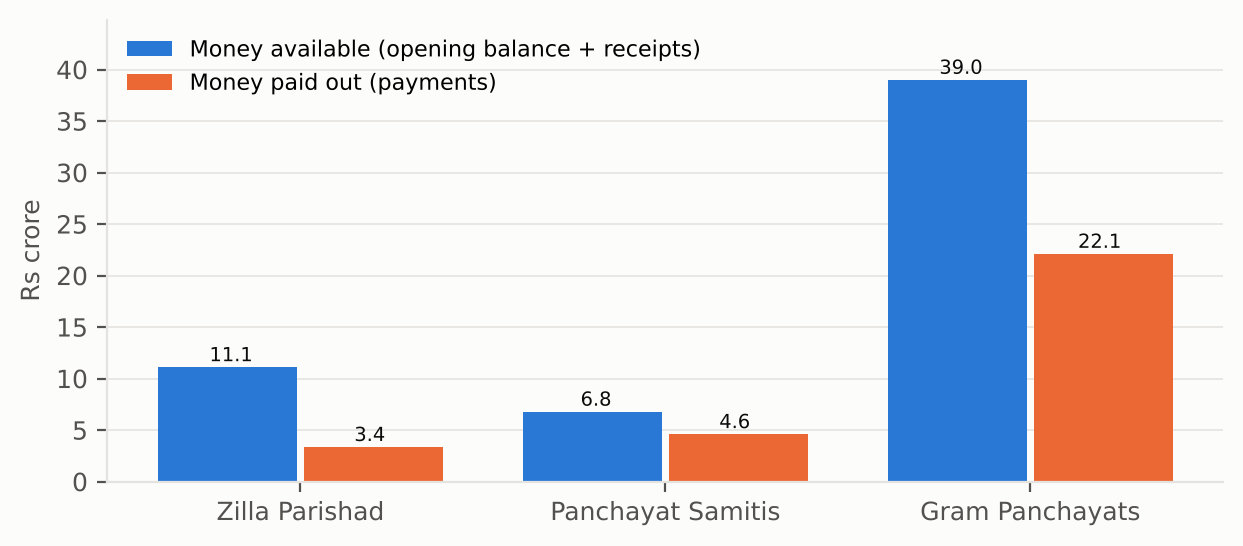 Money available (opening balance + receipts)
Money paid out (payments)
Rs crore
40
35
30
25
20
15
10
5
0
11.1
3.4
6.8
4.6
39.0
22.1
Zilla Parishad
Panchayat Samitis
Gram Panchayats